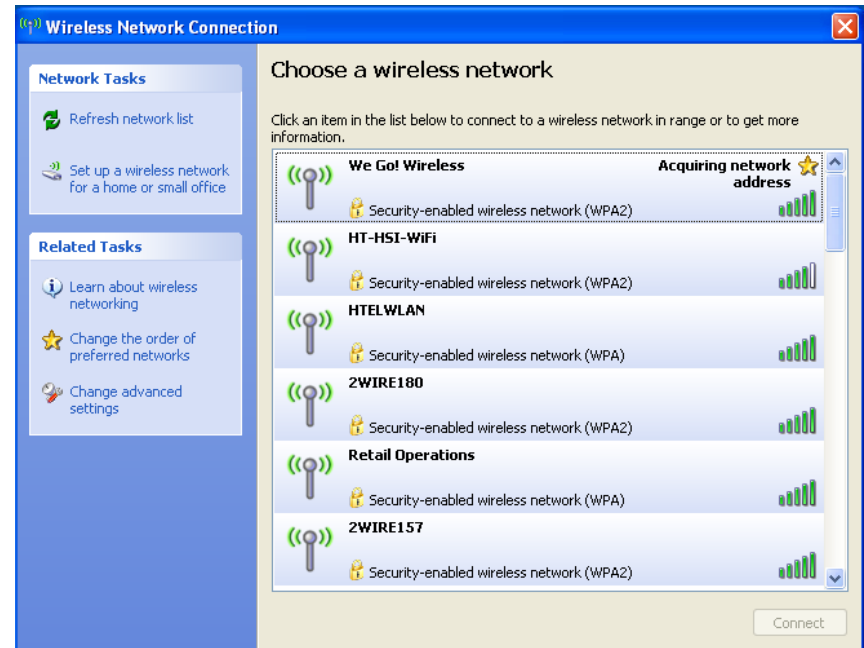 Wireless Network Connection
Network Tasks
Refresh network list
Set up a wireless network
for a home or small office
Related Tasks
Learn about wireless
networking
Change the order of
preferred networks
Change advanced
settings
Choose a wireless network
Click an item in the list below to connect to a wireless network in range or to get more
information.
We Go! Wireless
Acquiring network
address
Security-enabled wireless network (WPA2)
HT-HSI-WiFi
Security-enabled wireless network (WPA2)
HTELWLAN
Security-enabled wireless network (WPA)
2WIRE180
Security-enabled wireless network (WPA2)
Retail Operations
Security-enabled wireless network (WPA)
2WIRE157
Security-enabled wireless network (WPA2)
Connect